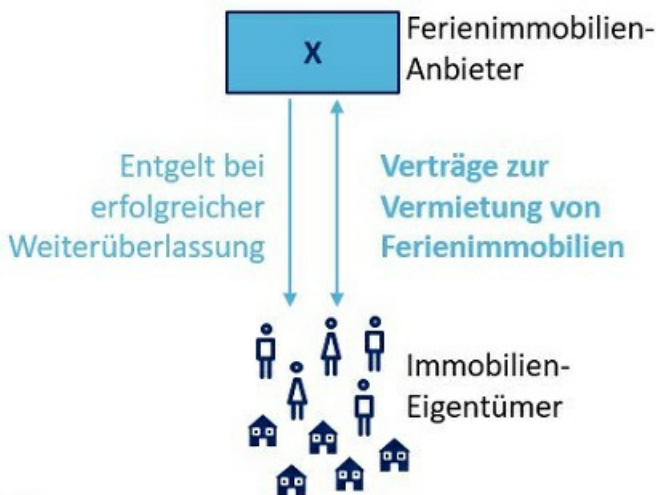 X
Ferienimmobilien-
Anbieter
Entgelt bei
erfolgreicher
Weiterüberlassung
Verträge zur
Vermietung von
Ferienimmobilien
Immobilien-
Eigentümer